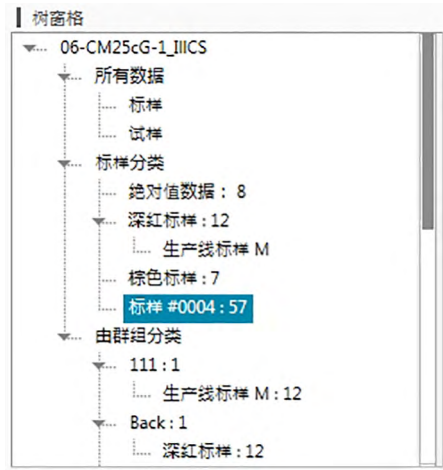 树窗格
06-CM25cG-1_IIICS
所有数据
标样
试样
标样分类
绝对值数据： 8
深红标样 : 12
生产线标样 M
棕色标样 : 7
标样 #0004 : 57
由群组分类
111 : 1
生产线标样 M : 12
Back : 1
深红标样 : 12